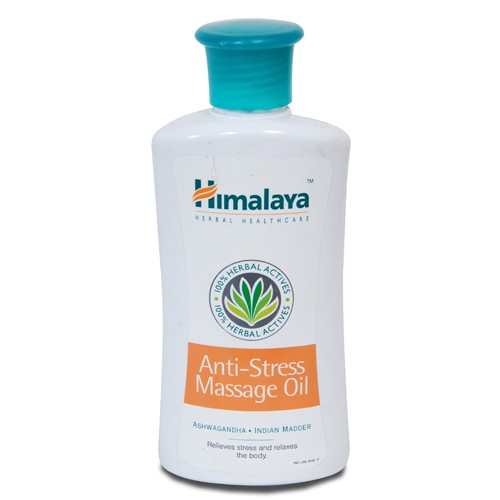 Himalaya™
HERBAL HEALTHCARE
100% HERBAL ACTIVES
100% HERBAL ACTIVES
Anti-Stress
Massage Oil
ASHWAGANDHA • INDIAN MADDER
Relieves stress and relaxes
the body.